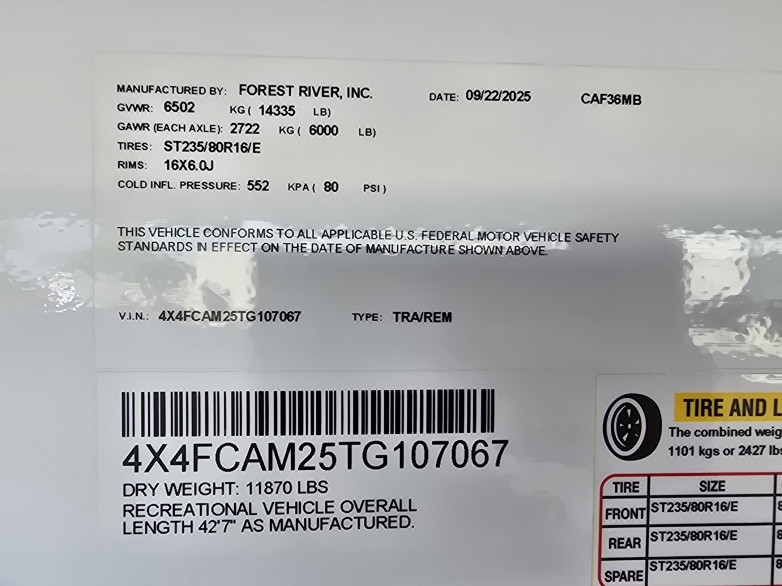 MANUFACTURED BY: FOREST RIVER, INC. DATE: 09/22/2025 CAF36MB
GVWR: 6502 KG ( 14335 LB)
GAWR (EACH AXLE): 2722 KG ( 6000 LB)
TIRES: ST235/80R16/E
RIMS: 16X6.0J
COLD INFL. PRESSURE: 552 KPA ( 80 PSI )
THIS VEHICLE CONFORMS TO ALL APPLICABLE U.S. FEDERAL MOTOR VEHICLE SAFETY
STANDARDS IN EFFECT ON THE DATE OF MANUFACTURE SHOWN ABOVE.
V.I.N.: 4X4FCAM25TG107067 TYPE: TRA/REM
4X4FCAM25TG107067
DRY WEIGHT: 11870 LBS
RECREATIONAL VEHICLE OVERALL
LENGTH 42'7" AS MANUFACTURED.
TIRE AND L
The combined weig
1101 kgs or 2427 lbs
TIRE SIZE
FRONT ST235/80R16/E 8
REAR ST235/80R16/E 8
SPARE ST235/80R16/E 8